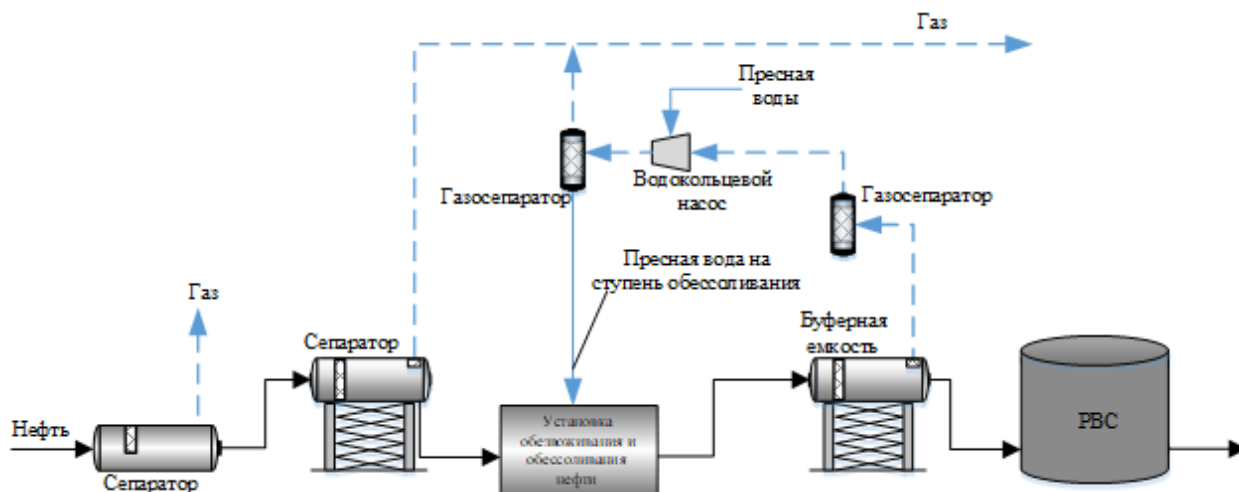 Газ
Пресная
воды
Водокольцевой
насос
Газосепаратор
Газосепаратор
Пресная вода на
ступень обессоливания
Газ
Сепаратор
Буферная
емкость
Нефть
Сепаратор
Установка
обезвоживания и
обессоливания
нефти
РВС